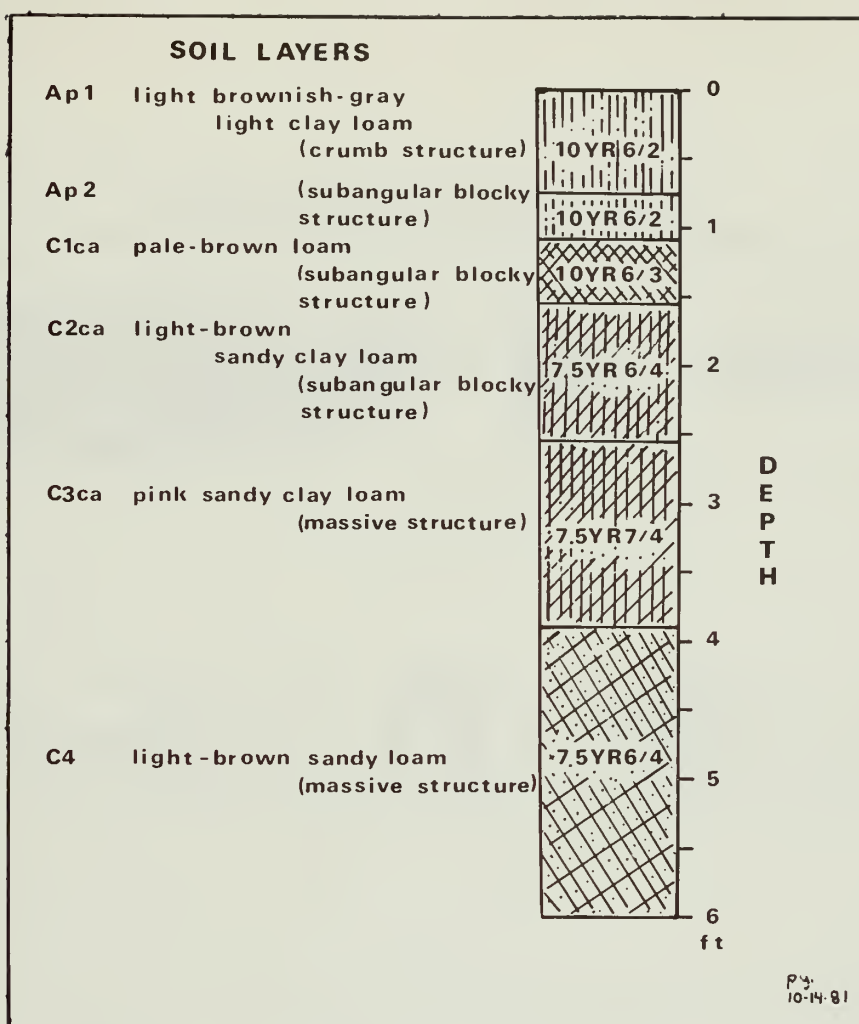 SOIL LAYERS
Ap1 light brownish-gray
light clay loam
(crumb structure)
Ap2 (subangular blocky
structure)
C1ca pale-brown loam
(subangular blocky
structure)
C2ca light-brown
sandy clay loam
(subangular blocky
structure)
C3ca pink sandy clay loam
(massive structure)
C4 light-brown sandy loam
(massive structure)
10YR 6/2
10YR 6/2
10YR 6/3
7.5YR 6/4
7.5YR 7/4
7.5YR 6/4
0
1
2
3
4
5
6
ft
DEPTH
10-14-81